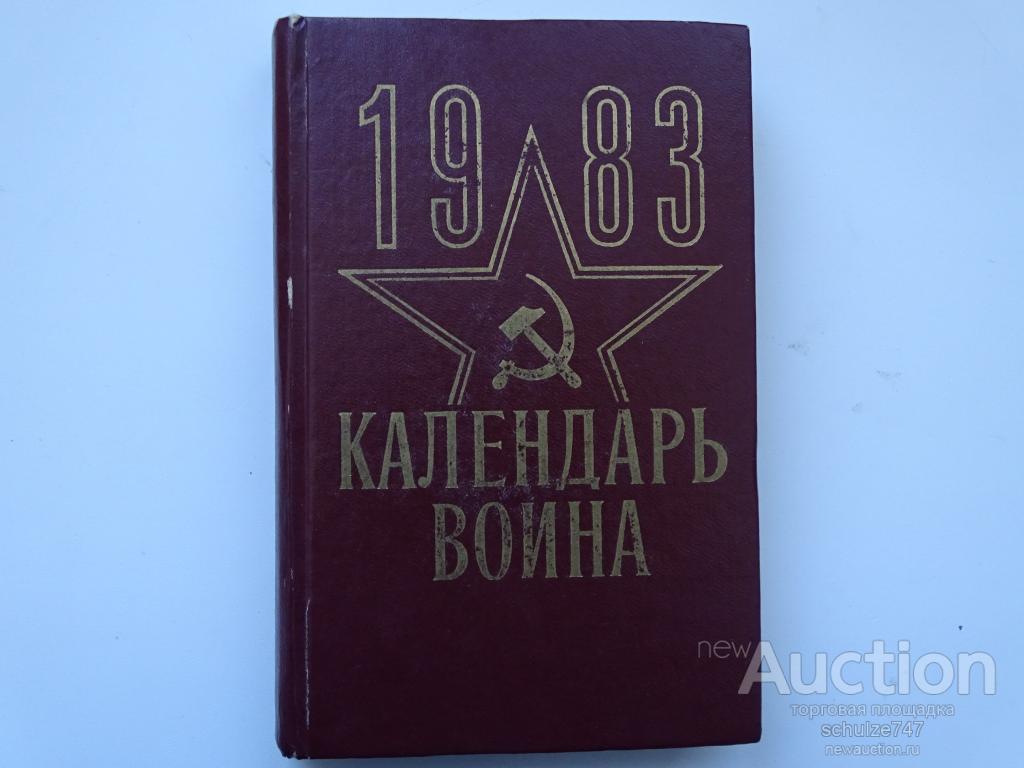 1983
КАЛЕНДАРЬ
ВОИНА
newAuction
торговая площадка
schulze747
newauction.ru